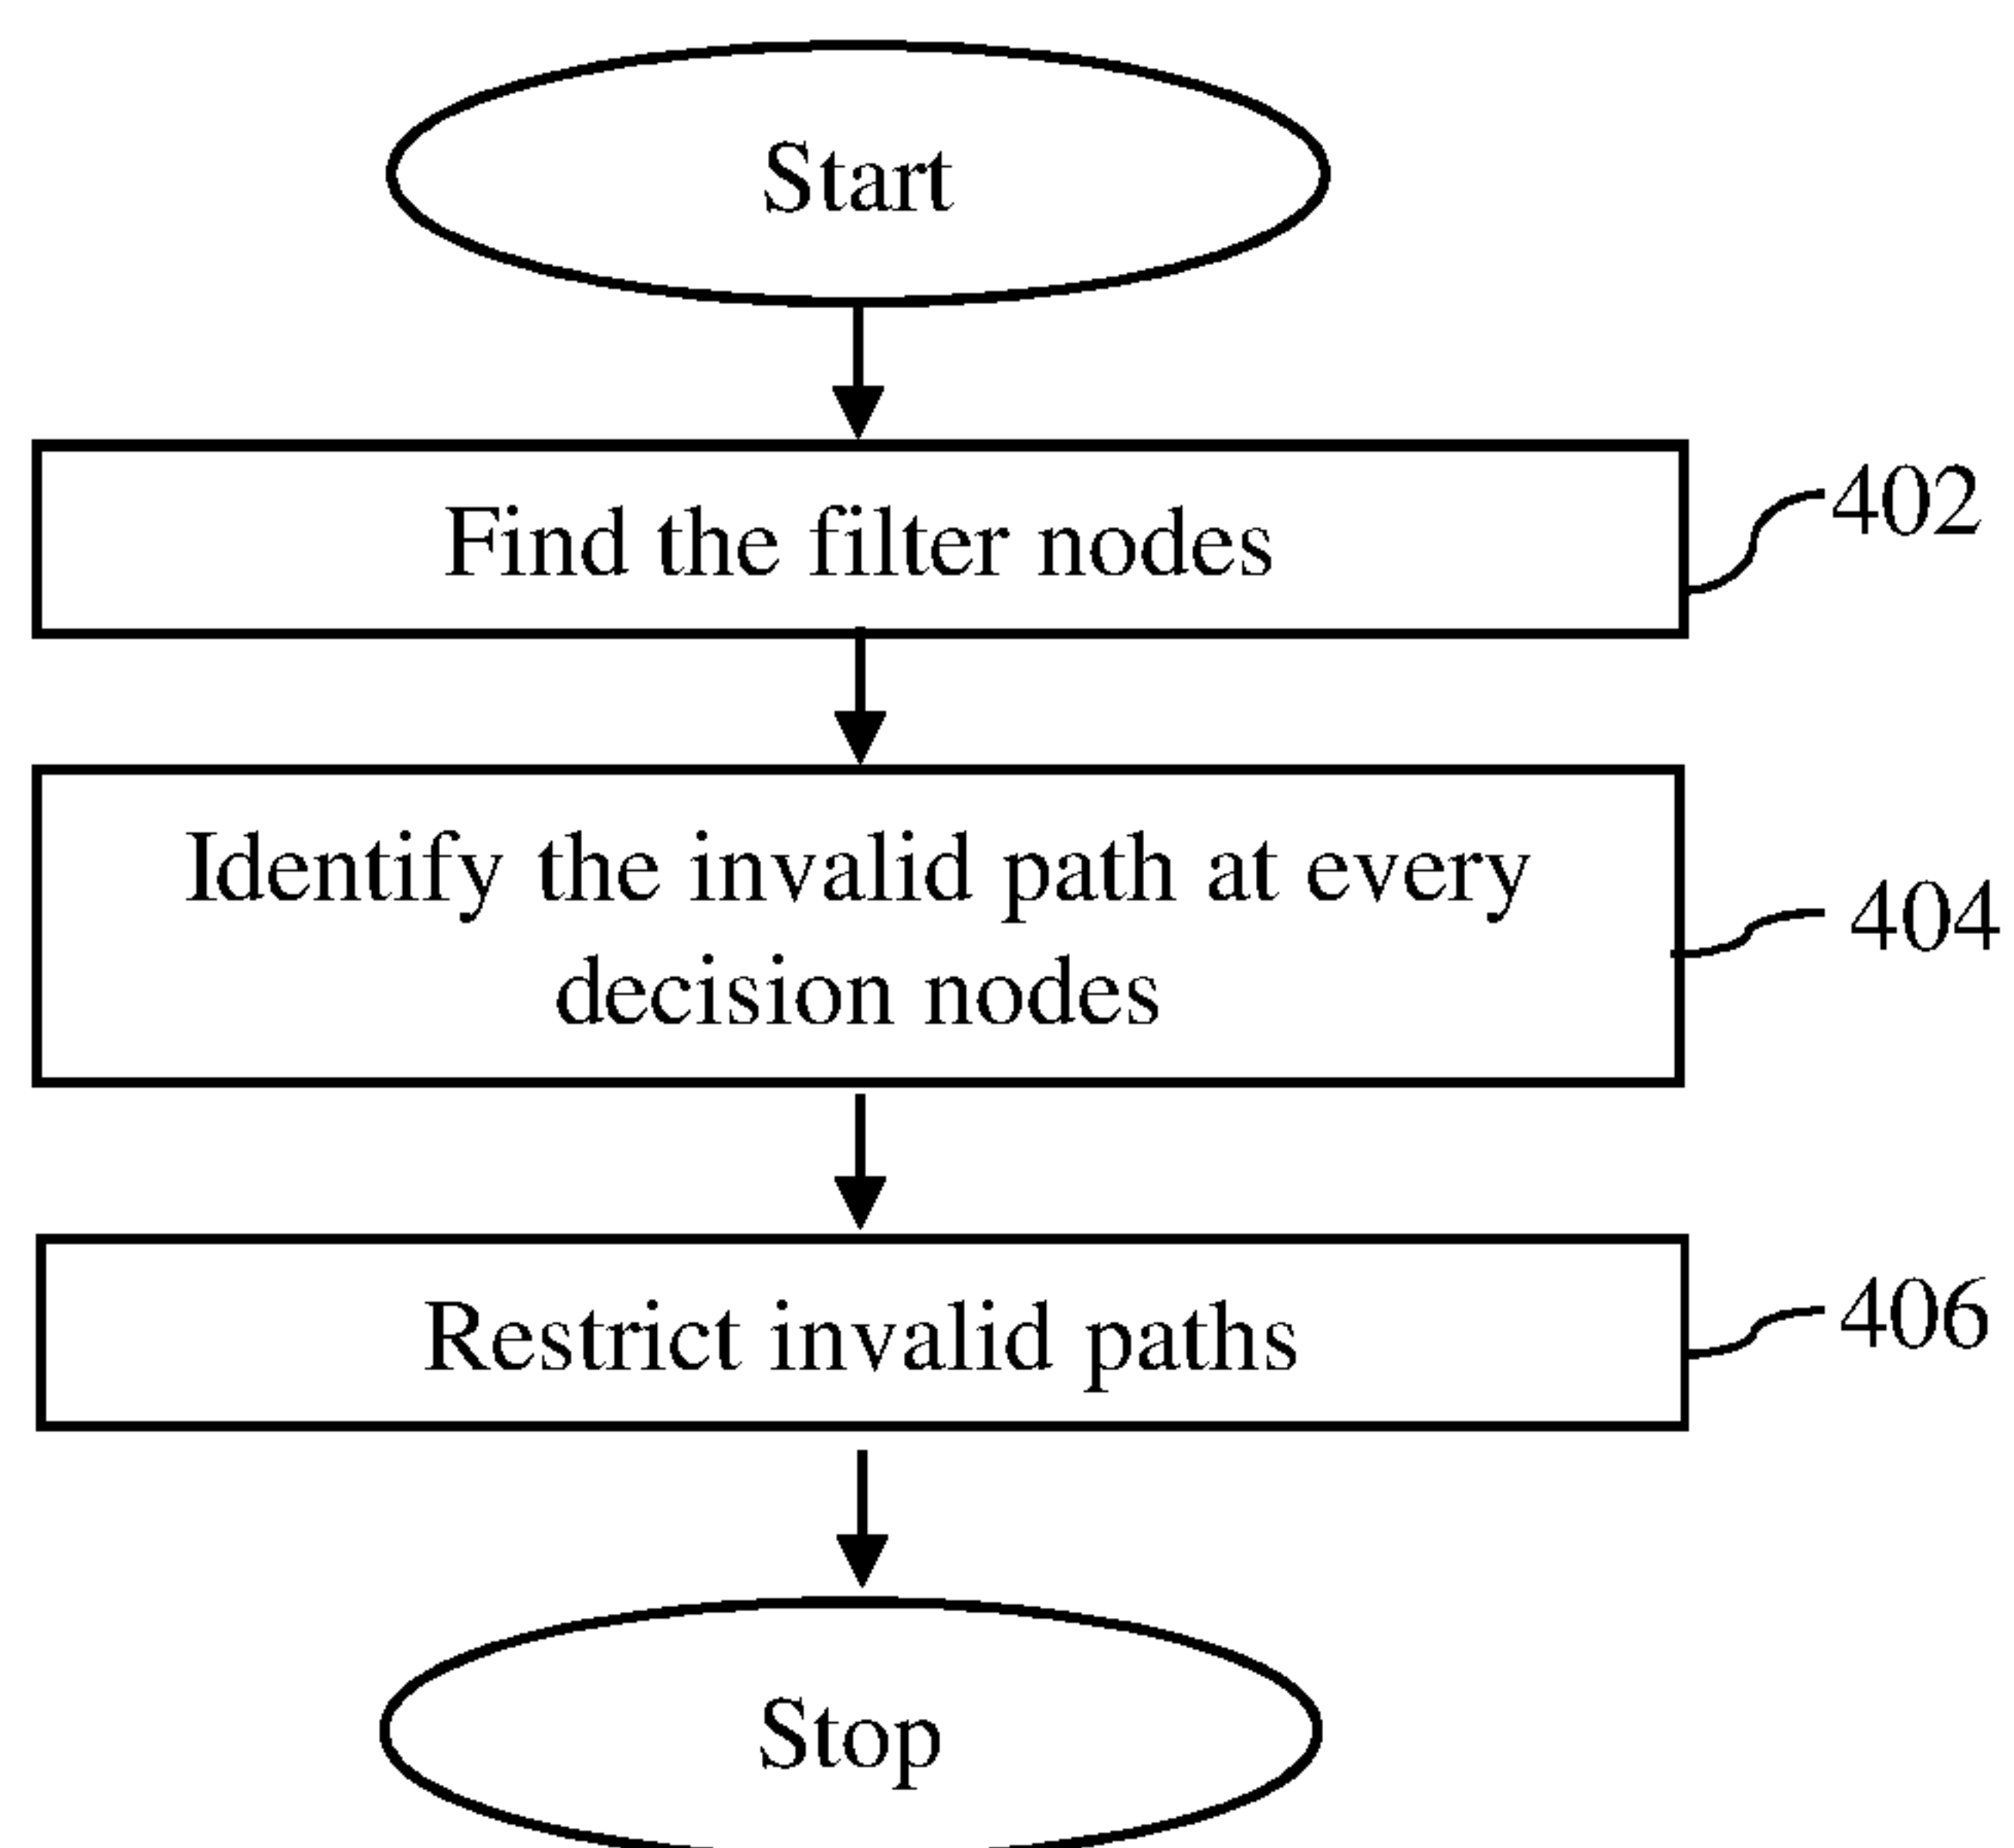 Start
Find the filter nodes
402
Identify the invalid path at every
decision nodes
404
Restrict invalid paths
406
Stop